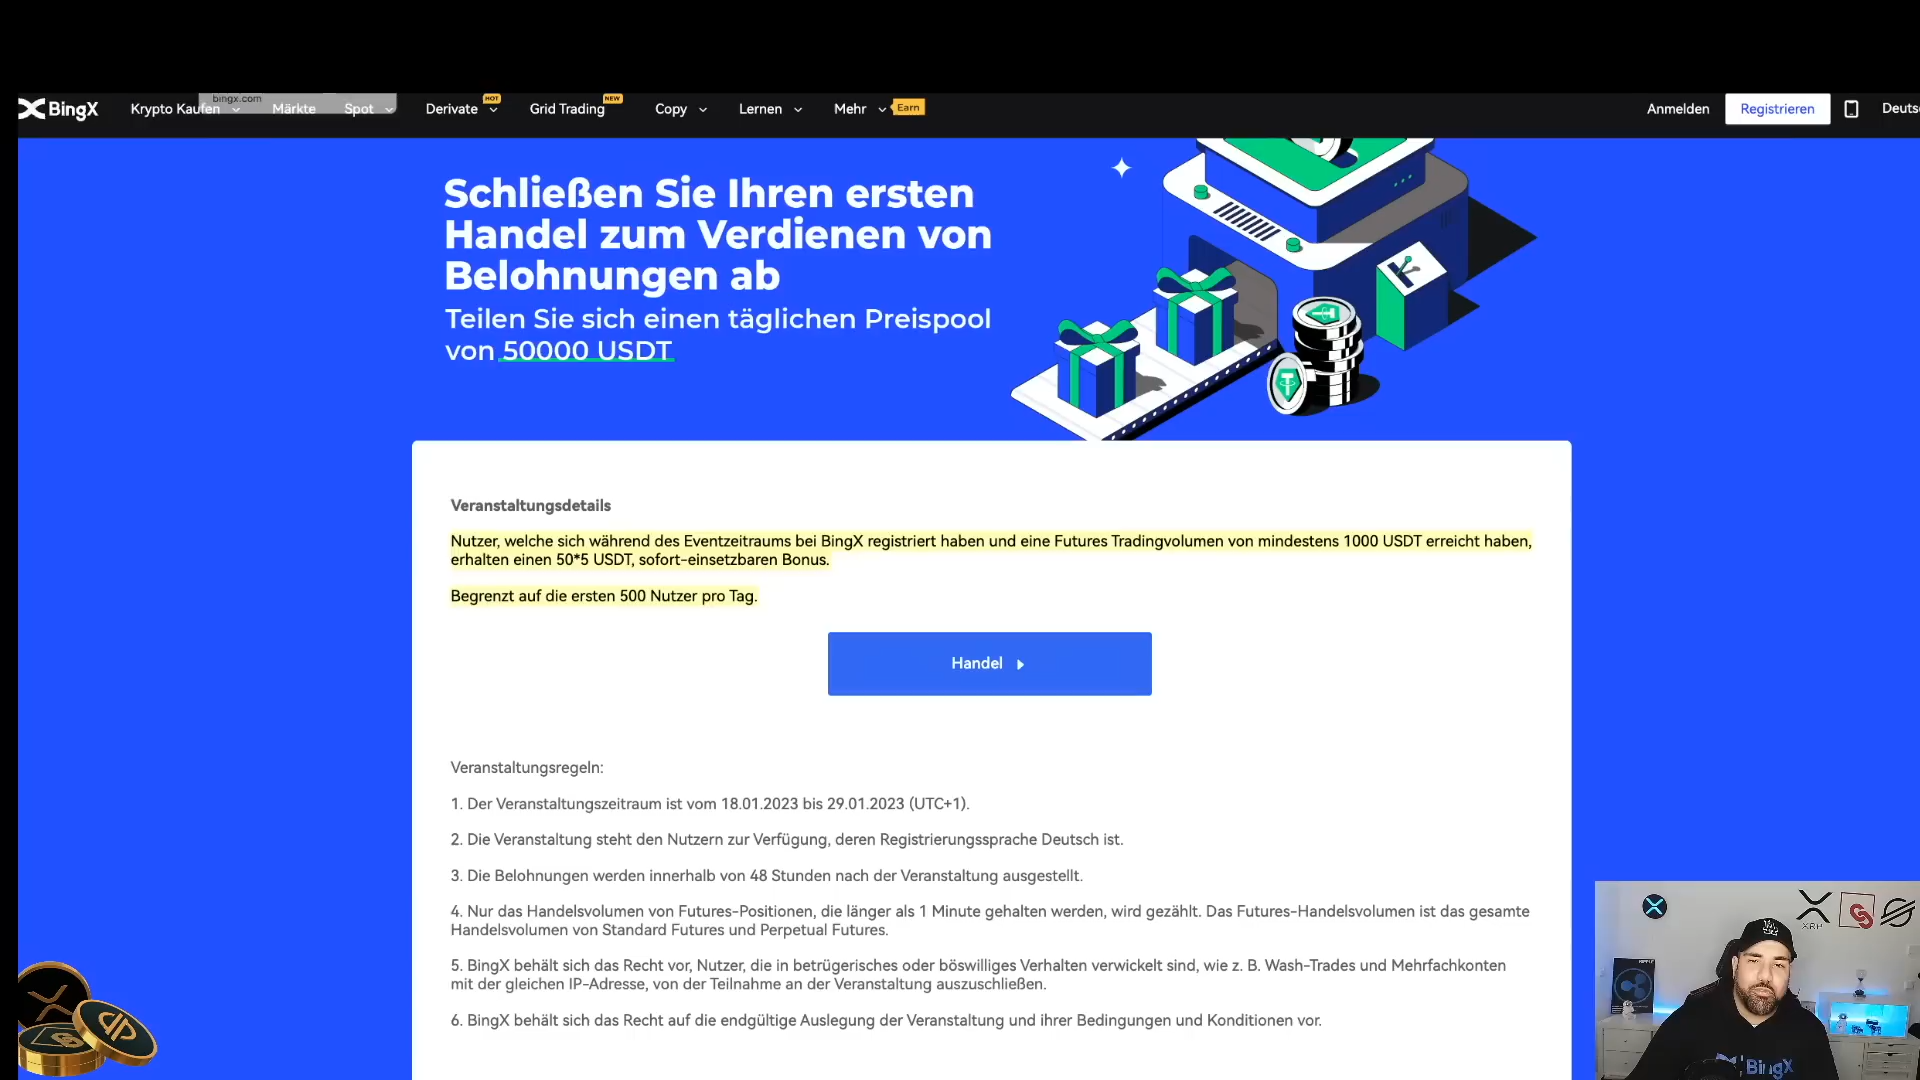 bingx.com
BingX
Krypto Kaufen
Märkte
Spot
Derivate
HOT
Grid Trading
NEW
Copy
Lernen
Mehr
Earn
Anmelden
Registrieren
Deuts
Schließen Sie Ihren ersten
Handel zum Verdienen von
Belohnungen ab
Teilen Sie sich einen täglichen Preispool
von 50000 USDT
Veranstaltungsdetails
Nutzer, welche sich während des Eventzeitraums bei BingX registriert haben und eine Futures Tradingvolumen von mindestens 1000 USDT erreicht haben,
erhalten einen 50*5 USDT, sofort-einsetzbaren Bonus.
Begrenzt auf die ersten 500 Nutzer pro Tag.
Handel
Veranstaltungsregeln:
1. Der Veranstaltungszeitraum ist vom 18.01.2023 bis 29.01.2023 (UTC+1).
2. Die Veranstaltung steht den Nutzern zur Verfügung, deren Registrierungssprache Deutsch ist.
3. Die Belohnungen werden innerhalb von 48 Stunden nach der Veranstaltung ausgestellt.
4. Nur das Handelsvolumen von Futures-Positionen, die länger als 1 Minute gehalten werden, wird gezählt. Das Futures-Handelsvolumen ist das gesamte
Handelsvolumen von Standard Futures und Perpetual Futures.
5. BingX behält sich das Recht vor, Nutzer, die in betrügerisches oder böswilliges Verhalten verwickelt sind, wie z. B. Wash-Trades und Mehrfachkonten
mit der gleichen IP-Adresse, von der Teilnahme an der Veranstaltung auszuschließen.
6. BingX behält sich das Recht auf die endgültige Auslegung der Veranstaltung und ihrer Bedingungen und Konditionen vor.
BingX